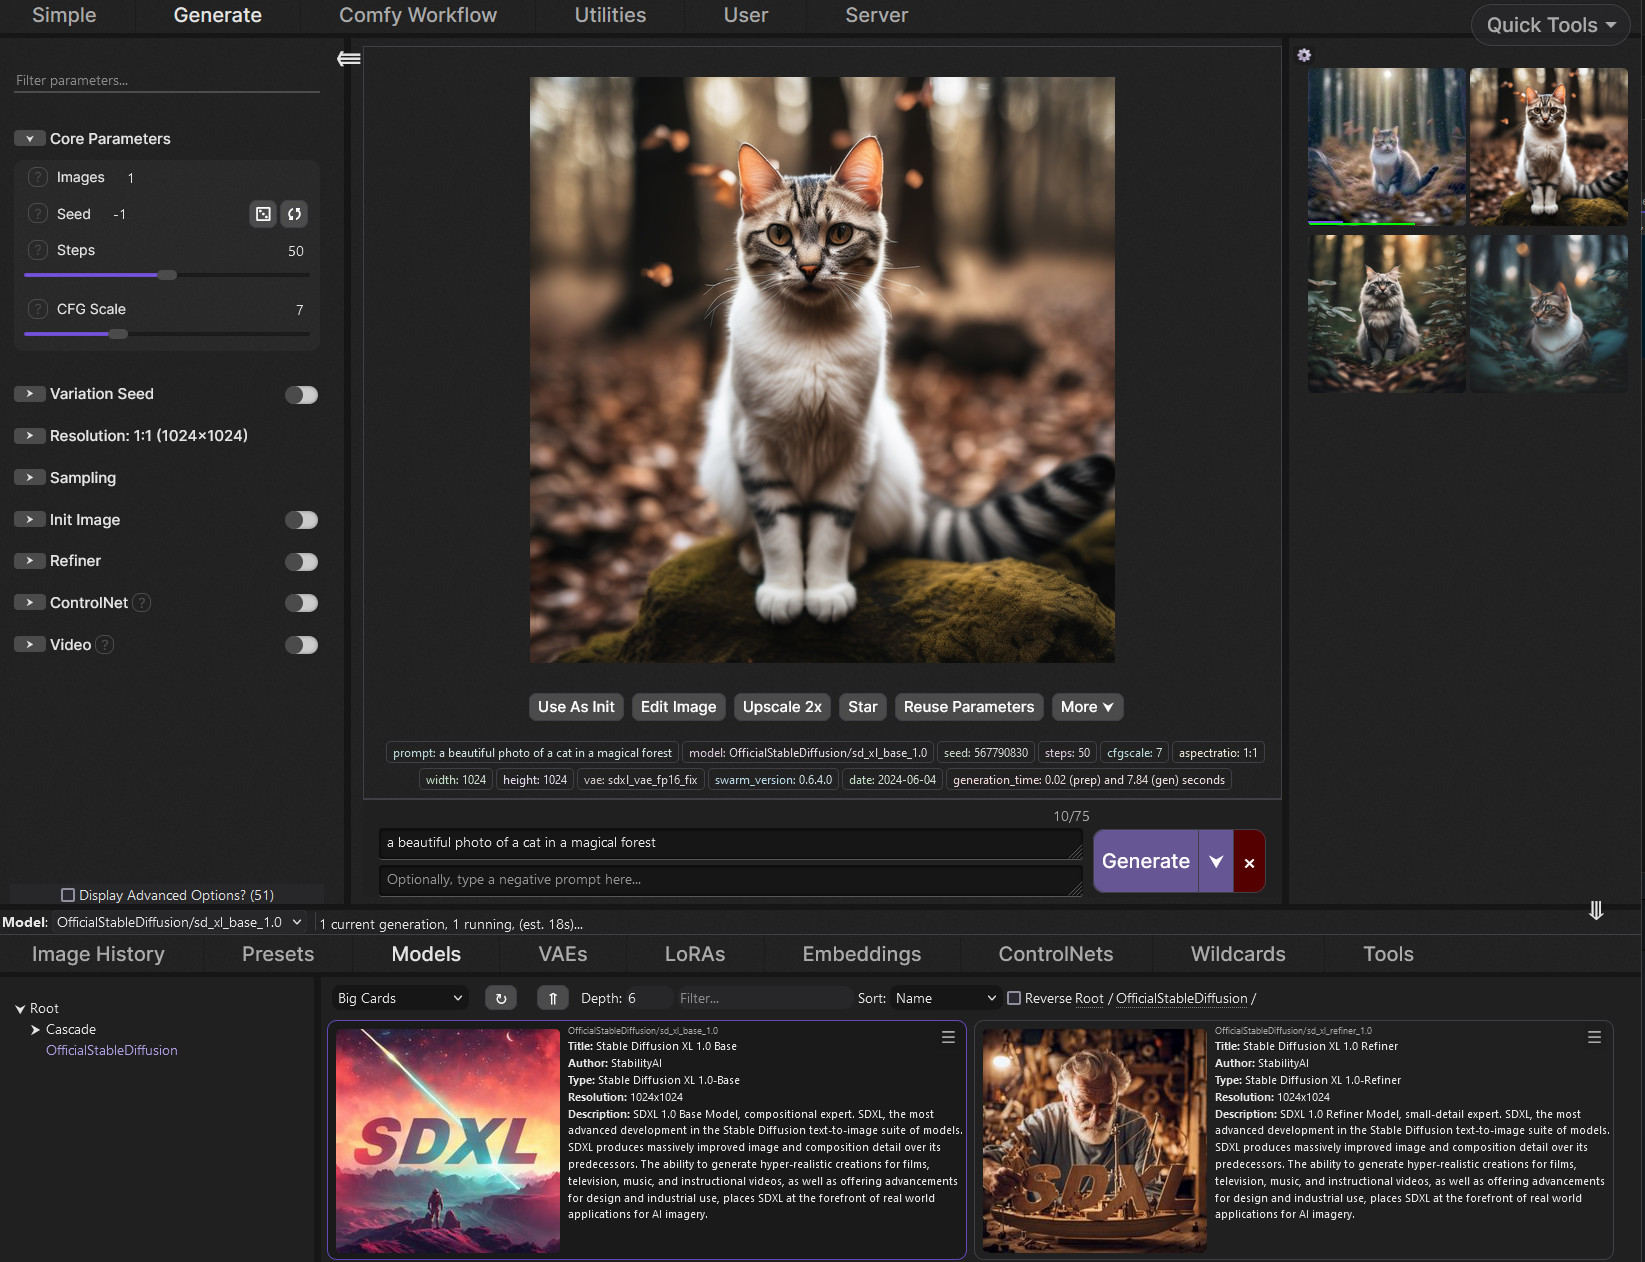 Simple Generate Comfy Workflow Utilities User Server Quick Tools
Filter parameters...
Core Parameters
? Images 1
? Seed -1
? Steps 50
? CFG Scale 7
Variation Seed
Resolution: 1:1 (1024×1024)
Sampling
Init Image
Refiner
ControlNet ?
Video ?
Display Advanced Options? (51)
Use As Init Edit Image Upscale 2x Star Reuse Parameters More
prompt: a beautiful photo of a cat in a magical forest model: OfficialStableDiffusion/sd_xl_base_1.0 seed: 567790830 steps: 50 cfgscale: 7 aspectratio: 1:1
width: 1024 height: 1024 vae: sdxl_vae_fp16_fix swarm_version: 0.6.4.0 date: 2024-06-04 generation_time: 0.02 (prep) and 7.84 (gen) seconds
10/75
a beautiful photo of a cat in a magical forest
Optionally, type a negative prompt here...
Generate ×
Model: OfficialStableDiffusion/sd_xl_base_1.0 1 current generation, 1 running, (est. 18s)...
Image History Presets Models VAEs LoRAs Embeddings ControlNets Wildcards Tools
Root
Cascade
OfficialStableDiffusion
Big Cards Depth: 6 Filter... Sort: Name Reverse Root / OfficialStableDiffusion /
SDXL
OfficialStableDiffusion/sd_xl_base_1.0
Title: Stable Diffusion XL 1.0 Base
Author: StabilityAI
Type: Stable Diffusion XL 1.0-Base
Resolution: 1024x1024
Description: SDXL 1.0 Base Model, compositional expert. SDXL, the most
advanced development in the Stable Diffusion text-to-image suite of models.
SDXL produces massively improved image and composition detail over its
predecessors. The ability to generate hyper-realistic creations for films,
television, music, and instructional videos, as well as offering advancements
for design and industrial use, places SDXL at the forefront of real world
applications for AI imagery.
SDXL
OfficialStableDiffusion/sd_xl_refiner_1.0
Title: Stable Diffusion XL 1.0 Refiner
Author: StabilityAI
Type: Stable Diffusion XL 1.0-Refiner
Resolution: 1024x1024
Description: SDXL 1.0 Refiner Model, small-detail expert. SDXL, the most
advanced development in the Stable Diffusion text-to-image suite of models.
SDXL produces massively improved image and composition detail over its
predecessors. The ability to generate hyper-realistic creations for films,
television, music, and instructional videos, as well as offering advancements
for design and industrial use, places SDXL at the forefront of real world
applications for AI imagery.